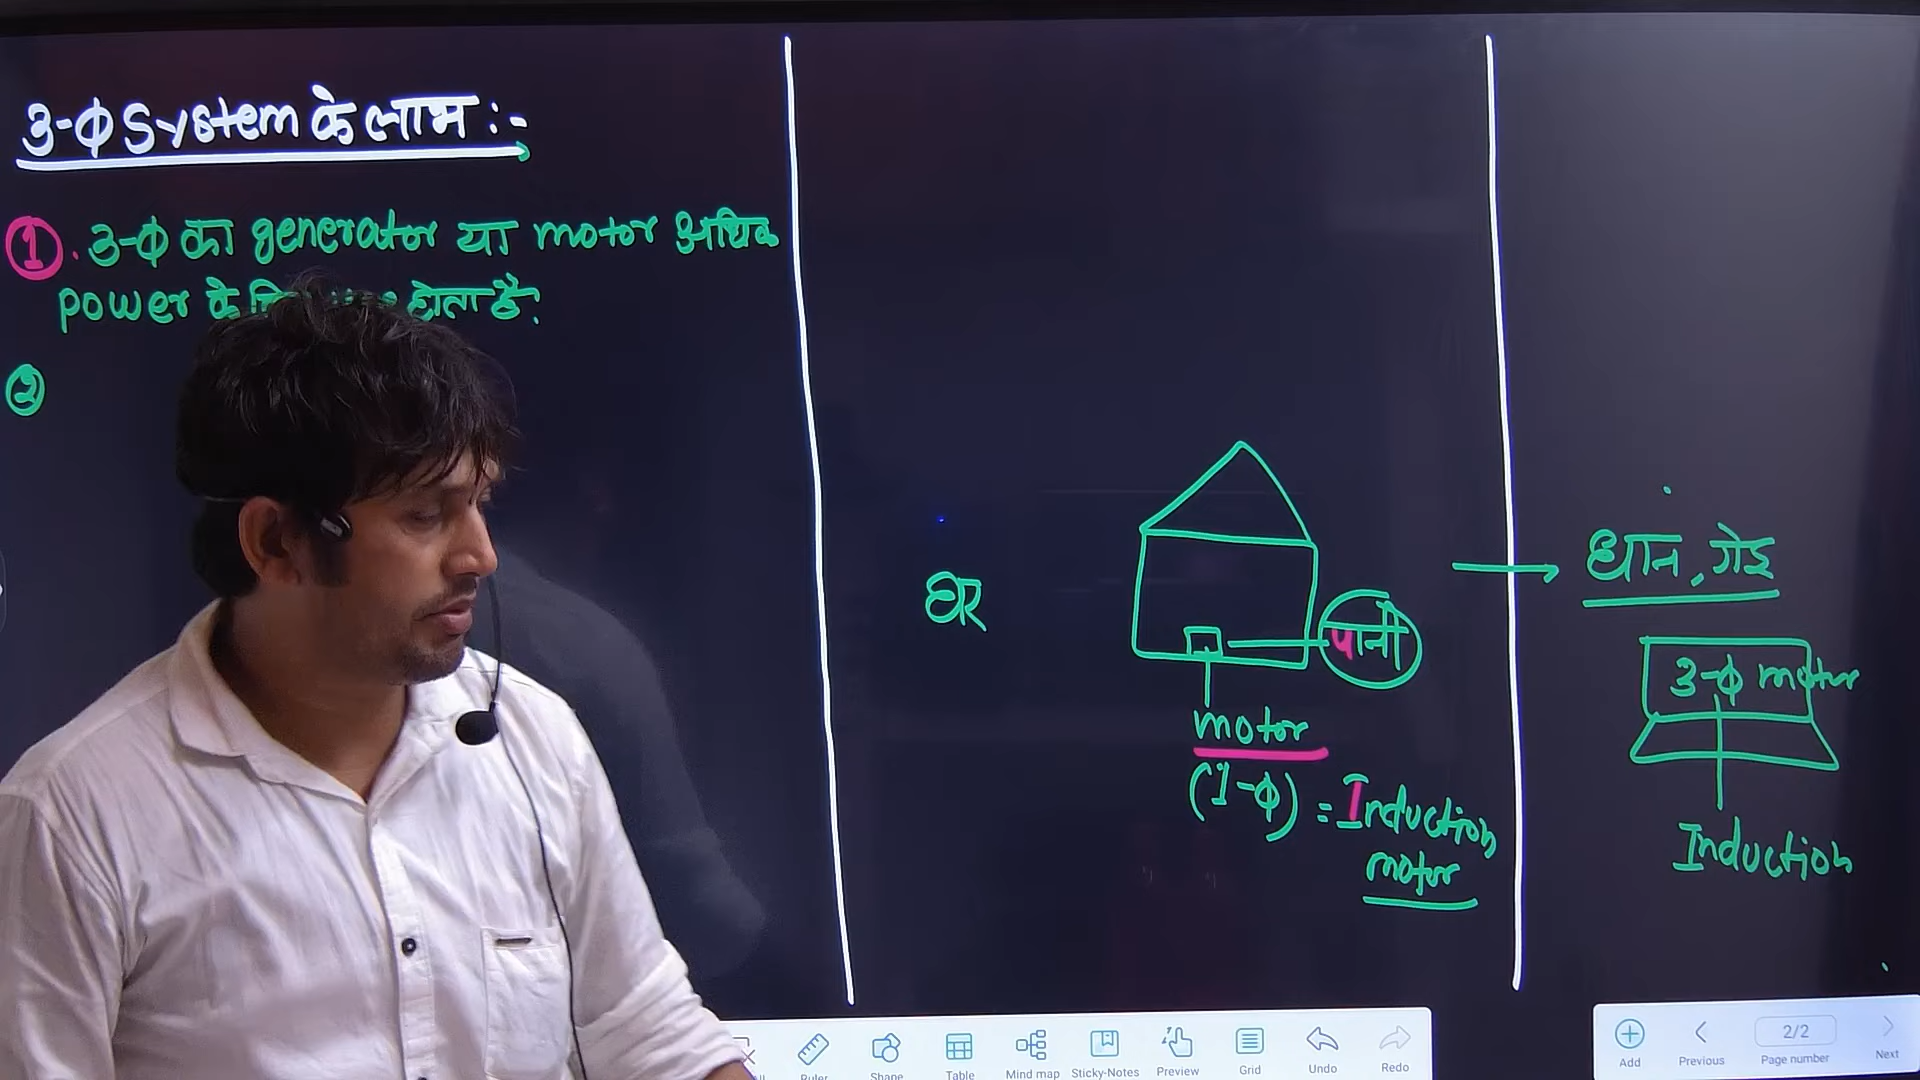 3-ф System के लाभ :-
① . 3-ф का generator या motor अधिक
power के होता है:
②
घर
पानी
motor
(1-ф) = Induction
motor
धान, गेहू
3-ф motor
Induction
Ruler Shape Table Mind map Sticky-Notes Preview Grid Undo Redo
Add Previous 2/2 Page number Next